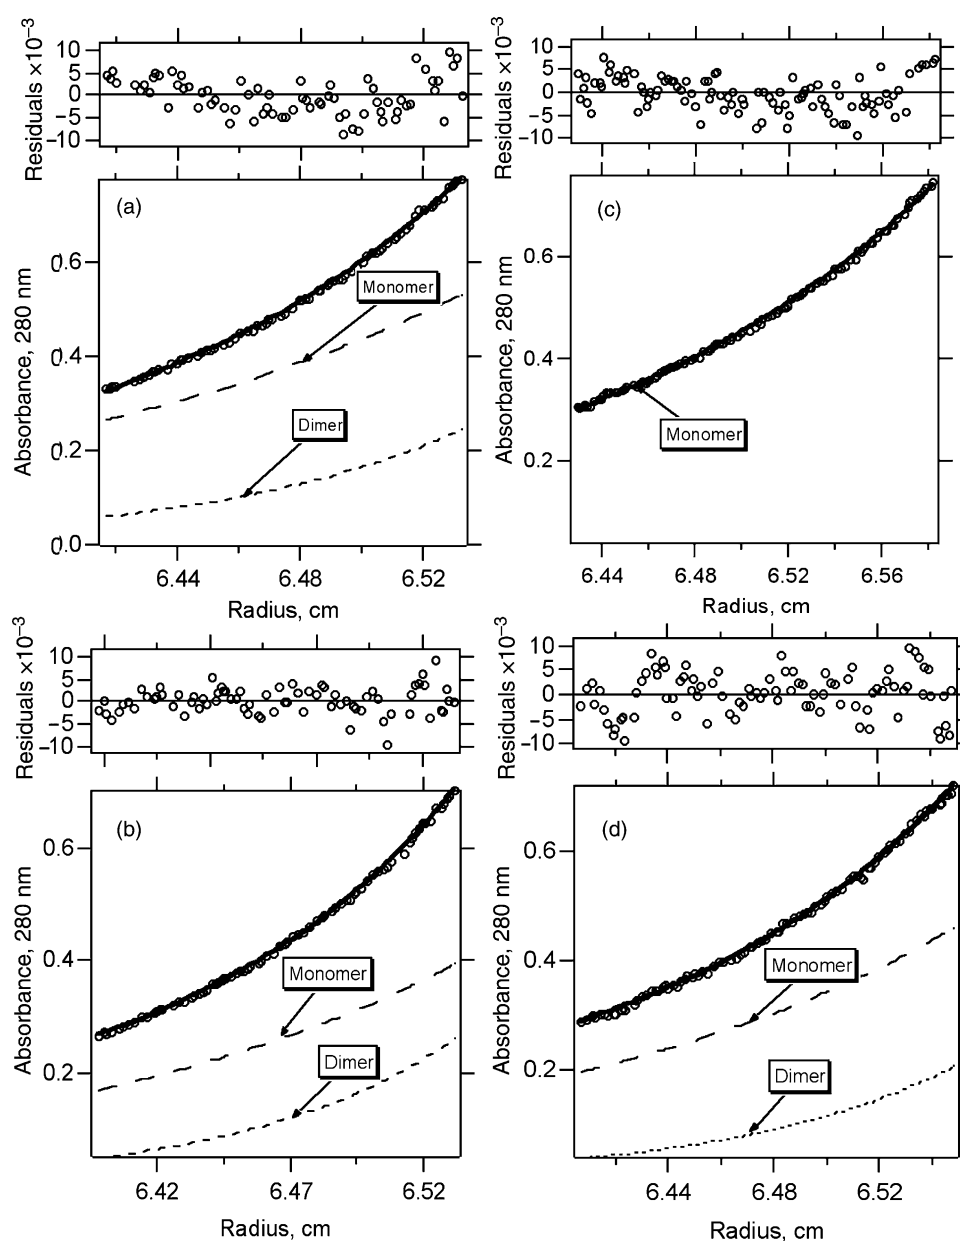 Residuals ×10⁻³
10
5
0
−5
−10
Absorbance, 280 nm
(a)
0.6
0.4
0.2
0.0
Monomer
Dimer
6.44
6.48
6.52
Radius, cm
Residuals ×10⁻³
10
5
0
−5
−10
Absorbance, 280 nm
(c)
0.6
0.4
0.2
Monomer
6.44
6.48
6.52
6.56
Radius, cm
Residuals ×10⁻³
10
5
0
−5
−10
Absorbance, 280 nm
(b)
0.6
0.4
0.2
Monomer
Dimer
6.42
6.47
6.52
Radius, cm
Residuals ×10⁻³
10
5
0
−5
−10
Absorbance, 280 nm
(d)
0.6
0.4
0.2
Monomer
Dimer
6.44
6.48
6.52
Radius, cm